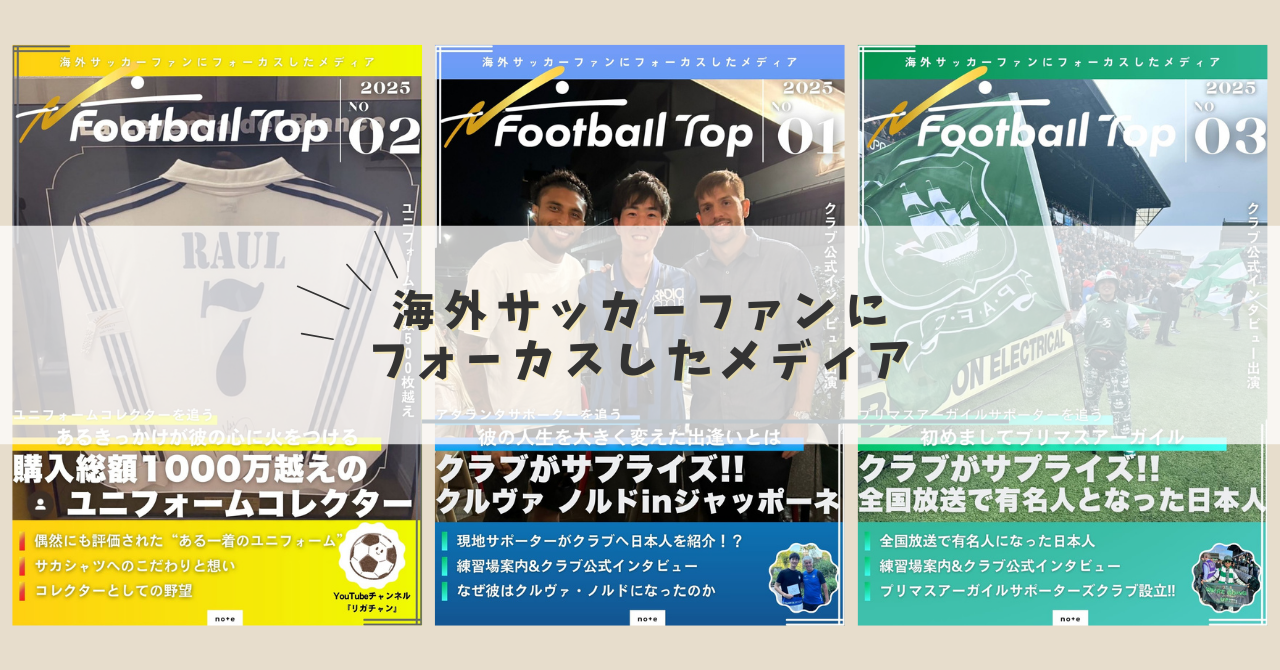 海外サッカーファンにフォーカスしたメディア
Football Top
2025
NO
02
RAUL
7
ユニフォームコレクターを追う
あるきっかけが彼の心に火をつける
購入総額1000万越えの
ユニフォームコレクター
偶然にも評価された“ある一着のユニフォーム”
サカシャツへのこだわりと想い
コレクターとしての野望
YouTubeチャンネル
『リガチャン』
note
海外サッカーファンにフォーカスしたメディア
Football Top
2025
NO
01
アタランタサポーターを追う
彼の人生を大きく変えた出逢いとは
クラブがサプライズ!!
クルヴァ ノルドinジャッポーネ
現地サポーターがクラブへ日本人を紹介！？
練習場案内&クラブ公式インタビュー
なぜ彼はクルヴァ・ノルドになったのか
note
海外サッカーファンにフォーカスしたメディア
Football Top
2025
NO
03
クラブ公式インタビュー出演
P.A.F.C.
ON ELECTRICAL
プリマスアーガイルサポーターを追う
初めましてプリマスアーガイル
クラブがサプライズ!!
全国放送で有名人となった日本人
全国放送で有名人になった日本人
練習場案内&クラブ公式インタビュー
プリマスアーガイルサポーターズクラブ設立!!
note
海外サッカーファンに
フォーカスしたメディア